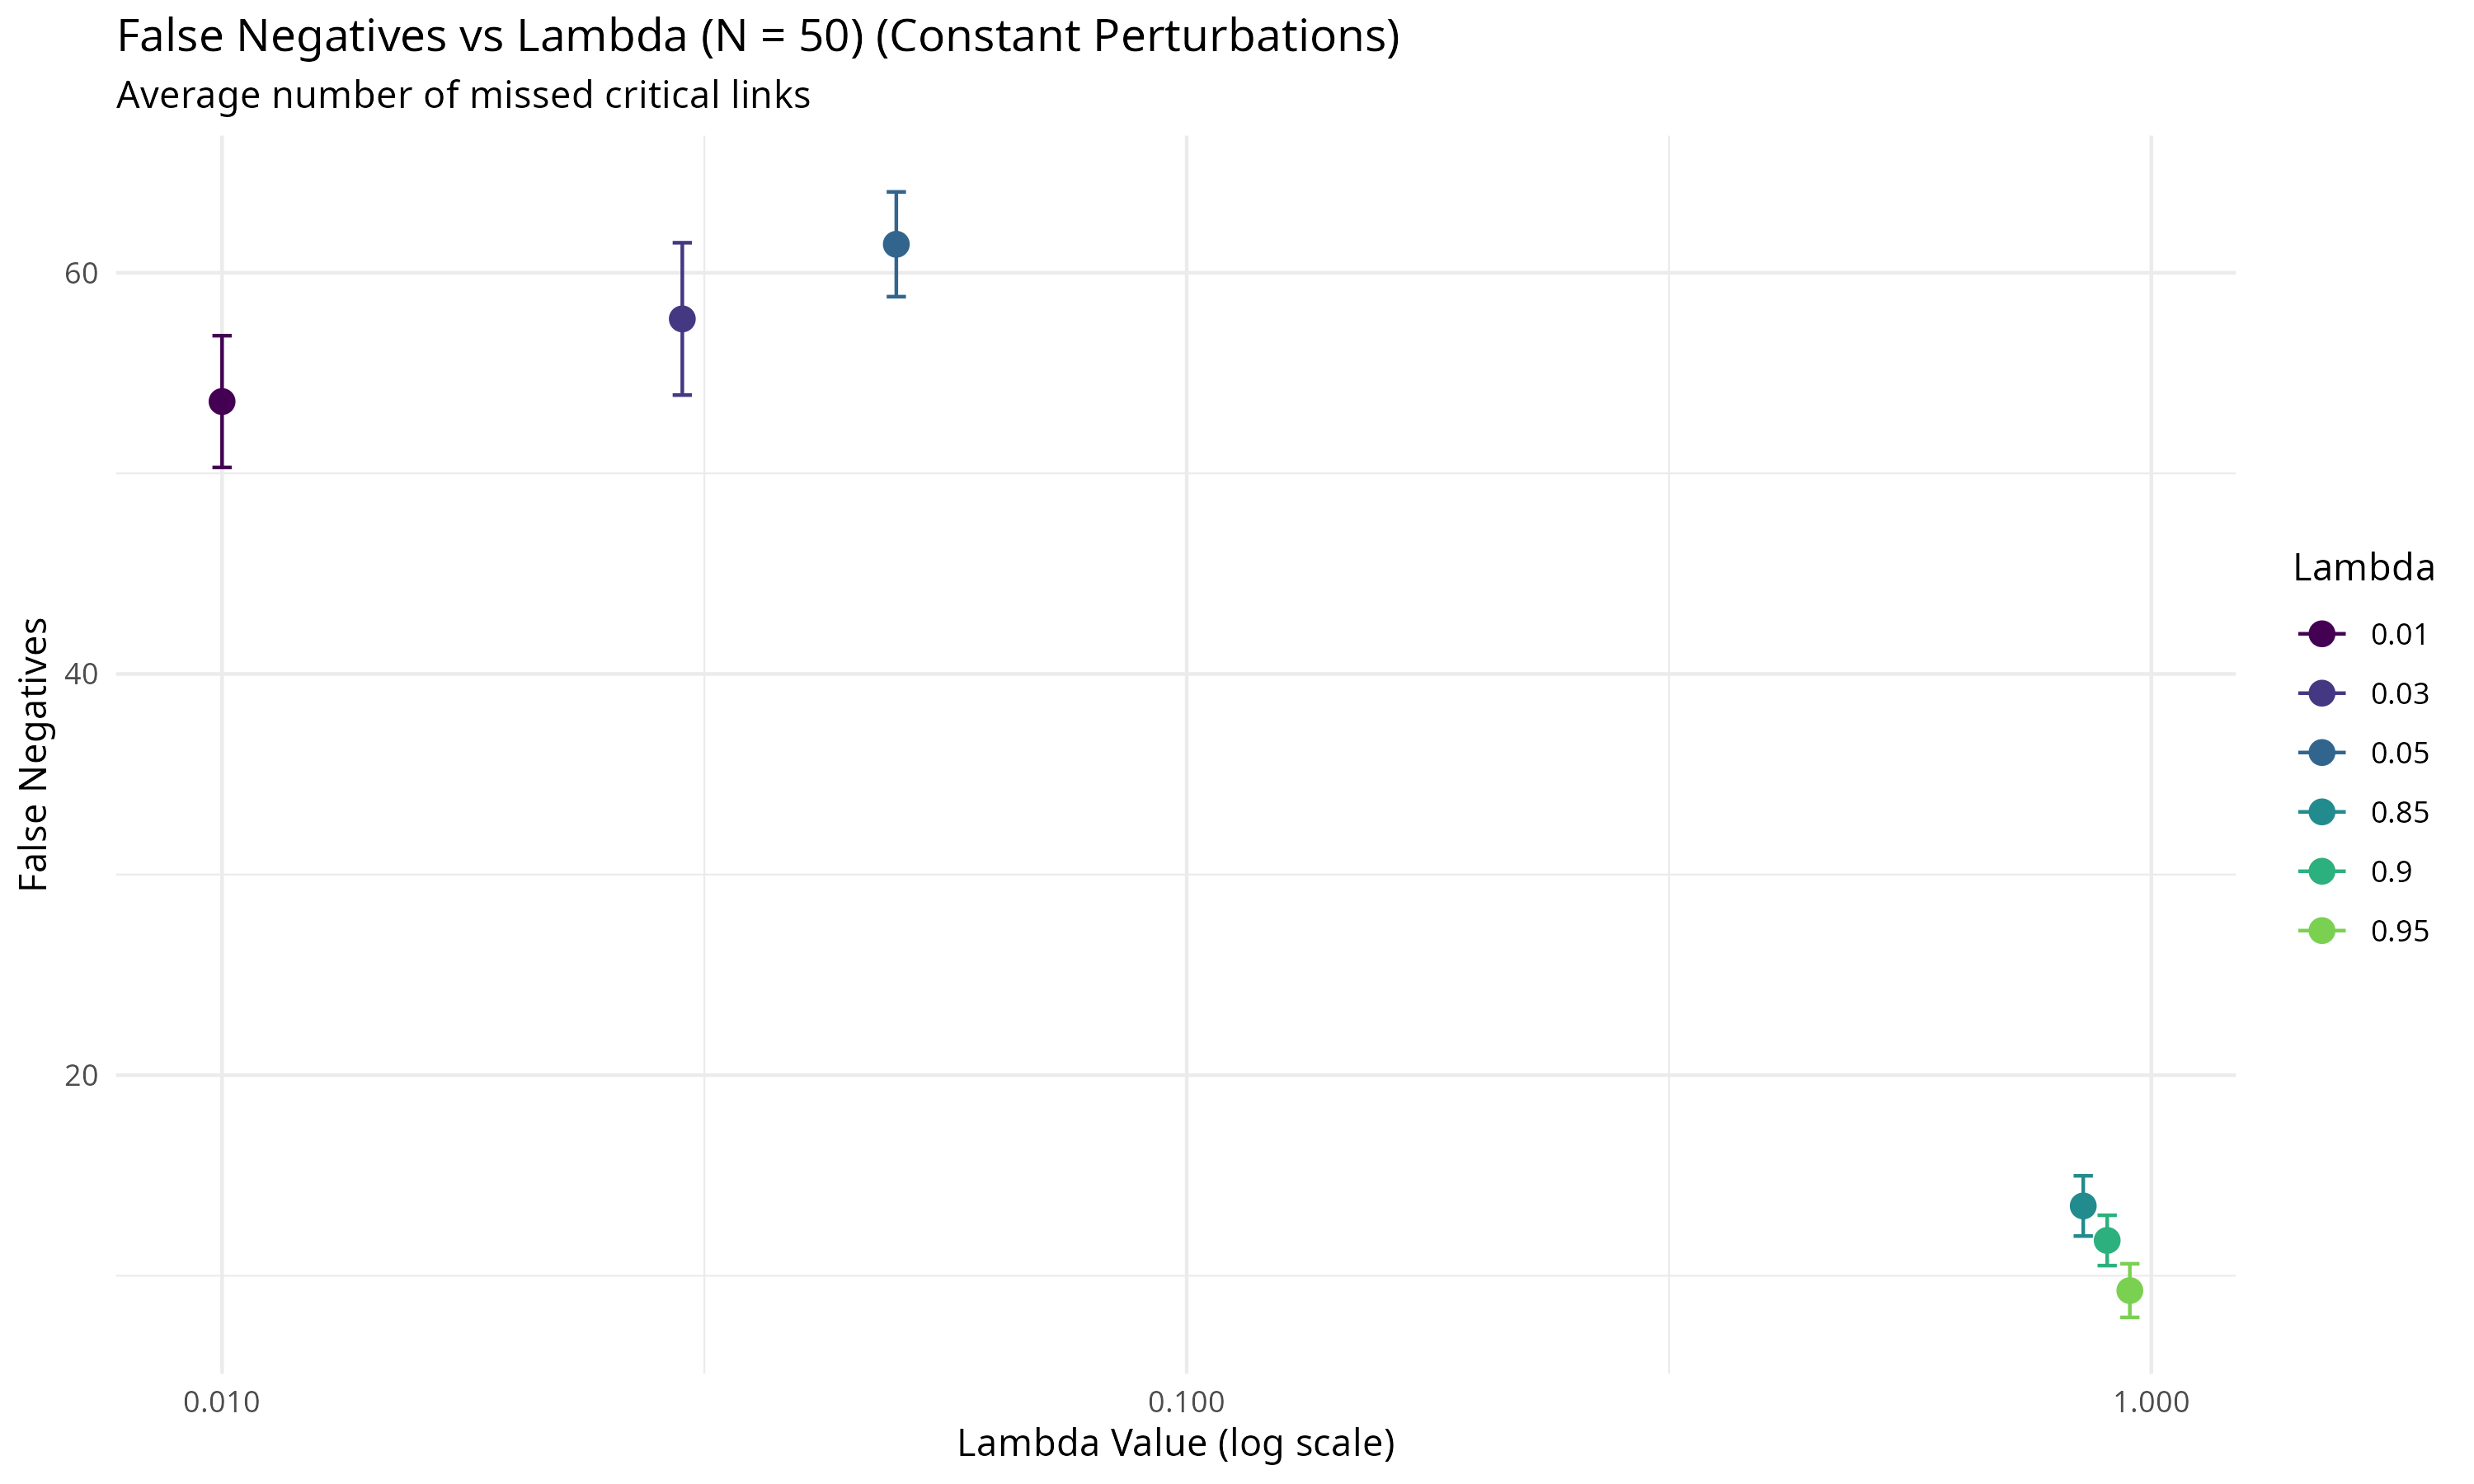 False Negatives vs Lambda (N = 50) (Constant Perturbations)
Average number of missed critical links
False Negatives
60
40
20
0.010
0.100
1.000
Lambda Value (log scale)
Lambda
0.01
0.03
0.05
0.85
0.9
0.95